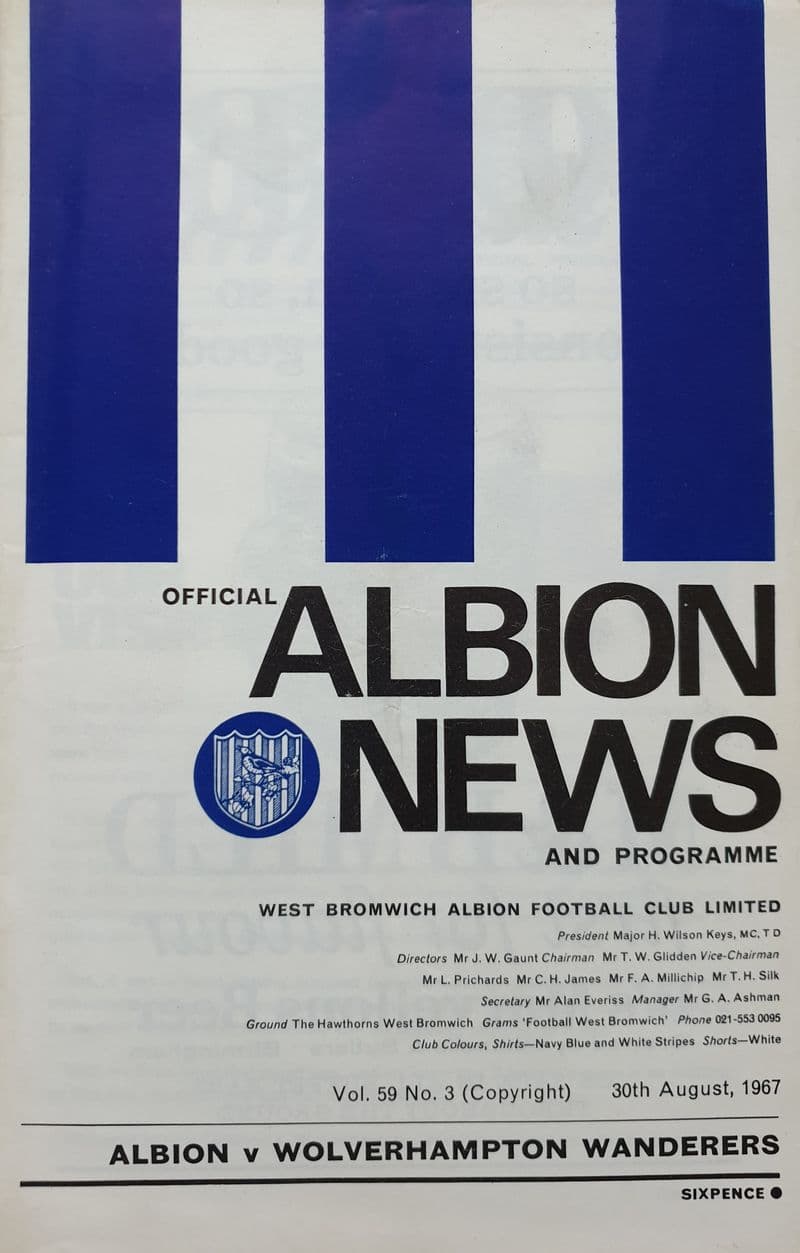 OFFICIAL ALBION
NEWS
AND PROGRAMME
WEST BROMWICH ALBION FOOTBALL CLUB LIMITED
President Major H. Wilson Keys, MC, T D
Directors Mr J. W. Gaunt Chairman Mr T. W. Glidden Vice-Chairman
Mr L. Prichards Mr C. H. James Mr F. A. Millichip Mr T. H. Silk
Secretary Mr Alan Everiss Manager Mr G. A. Ashman
Ground The Hawthorns West Bromwich Grams 'Football West Bromwich' Phone 021-553 0095
Club Colours, Shirts—Navy Blue and White Stripes Shorts—White
Vol. 59 No. 3 (Copyright) 30th August, 1967
ALBION v WOLVERHAMPTON WANDERERS
SIXPENCE ●